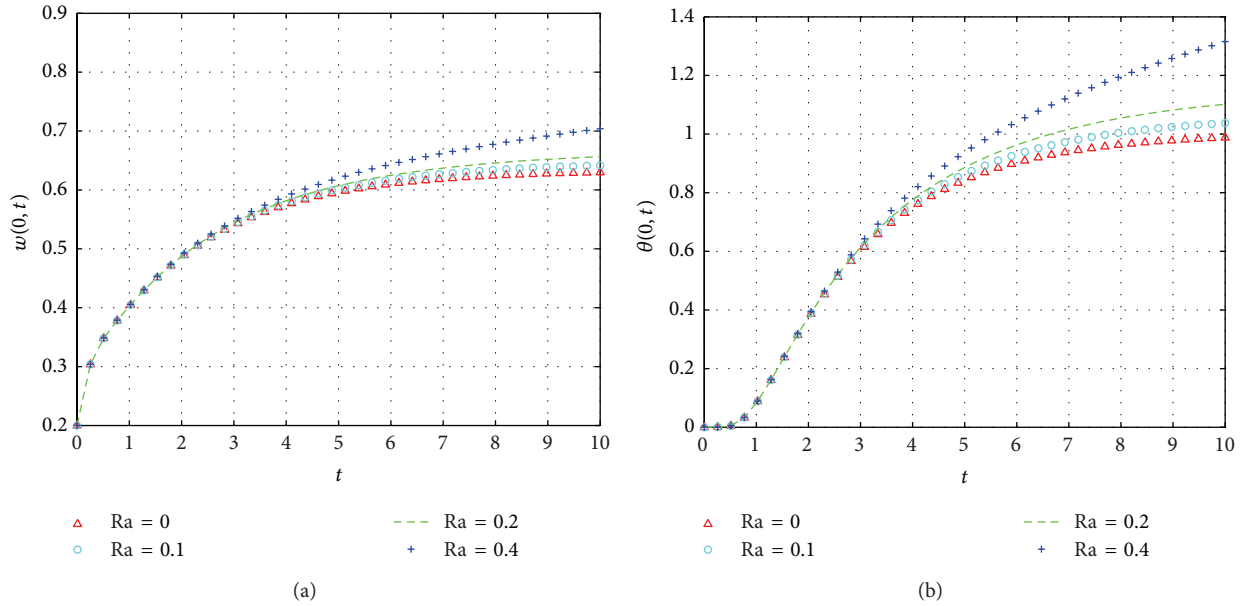 0.9
0.8
0.7
0.6
0.5
0.4
0.3
0.2
w(0, t)
0 1 2 3 4 5 6 7 8 9 10
t
Ra = 0
Ra = 0.1
Ra = 0.2
Ra = 0.4
(a)
1.4
1.2
1
0.8
0.6
0.4
0.2
0
θ(0, t)
0 1 2 3 4 5 6 7 8 9 10
t
Ra = 0
Ra = 0.1
Ra = 0.2
Ra = 0.4
(b)